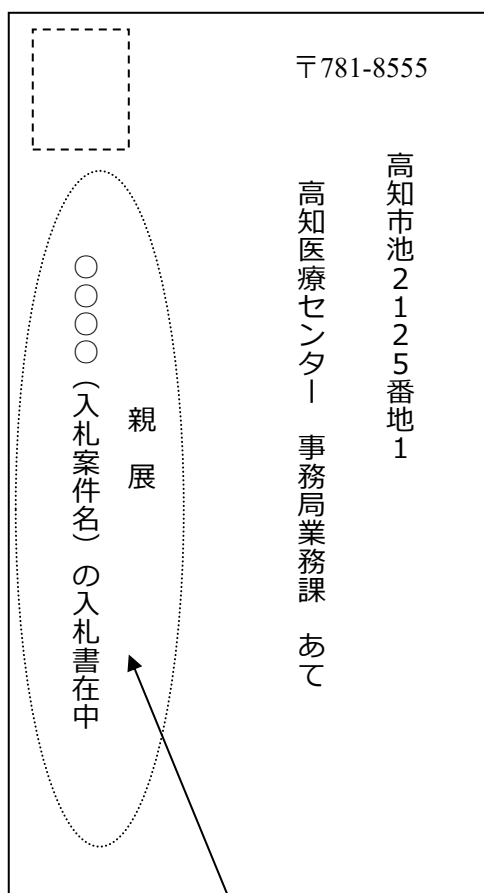 〒781-8555
高知市池2125番地1
高知医療センター 事務局業務課 あて
親 展
○○○○(入札案件名)の入札書在中